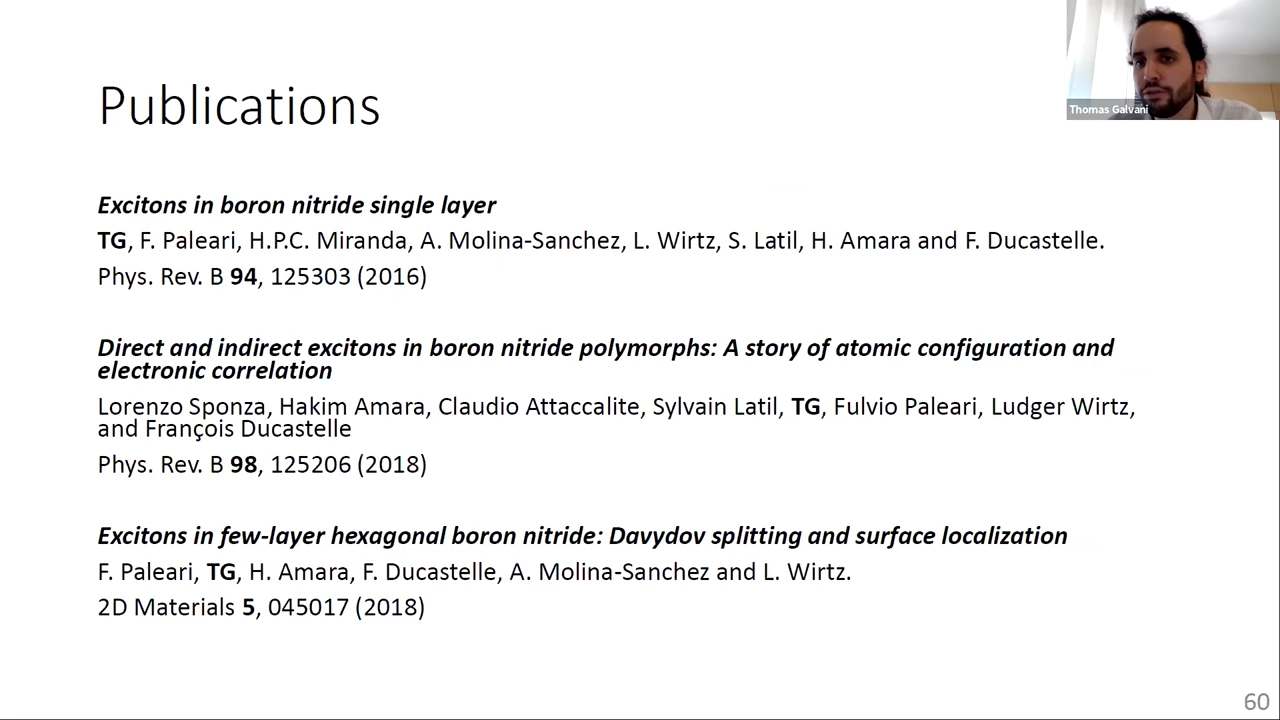 Publications
Thomas Galvani
Excitons in boron nitride single layer
TG, F. Paleari, H.P.C. Miranda, A. Molina-Sanchez, L. Wirtz, S. Latil, H. Amara and F. Ducastelle.
Phys. Rev. B 94, 125303 (2016)
Direct and indirect excitons in boron nitride polymorphs: A story of atomic configuration and
electronic correlation
Lorenzo Sponza, Hakim Amara, Claudio Attaccalite, Sylvain Latil, TG, Fulvio Paleari, Ludger Wirtz,
and François Ducastelle
Phys. Rev. B 98, 125206 (2018)
Excitons in few-layer hexagonal boron nitride: Davydov splitting and surface localization
F. Paleari, TG, H. Amara, F. Ducastelle, A. Molina-Sanchez and L. Wirtz.
2D Materials 5, 045017 (2018)
60